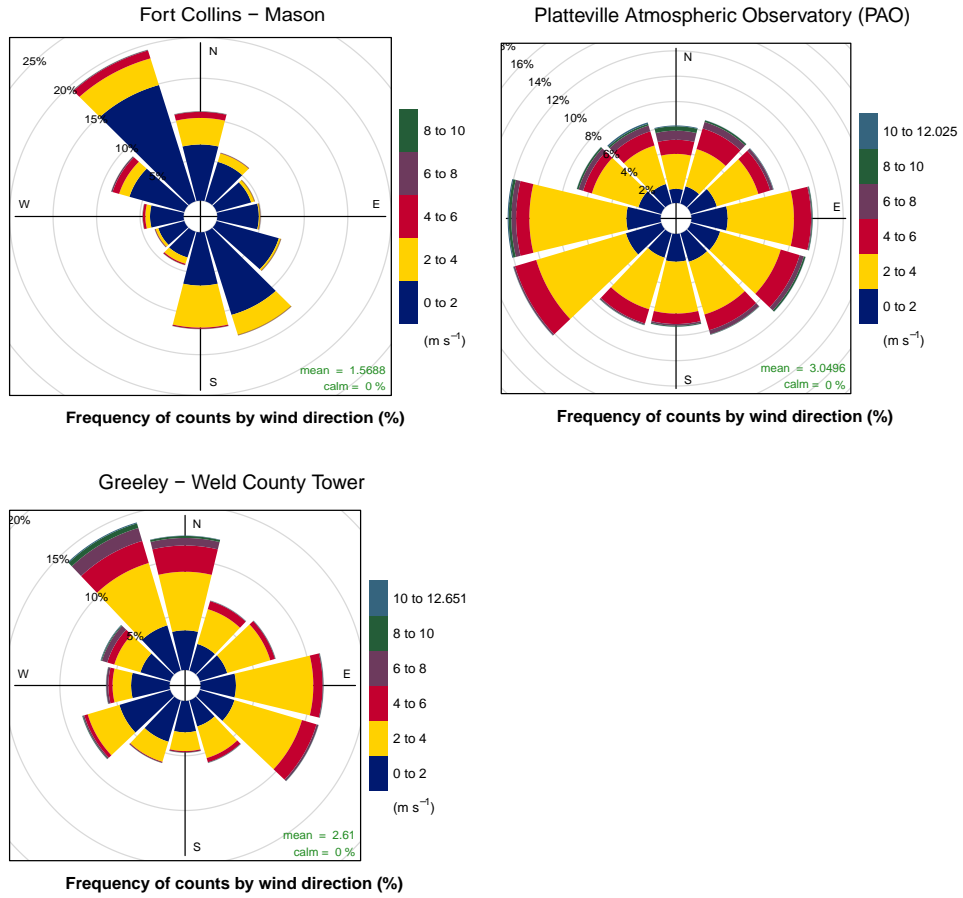 Fort Collins − Mason
25%
20%
15%
10%
5%
N
W
E
S
mean = 1.5688
calm = 0 %
8 to 10
6 to 8
4 to 6
2 to 4
0 to 2
(m s⁻¹)
Frequency of counts by wind direction (%)
Platteville Atmospheric Observatory (PAO)
8%
16%
14%
12%
10%
8%
6%
4%
2%
N
E
S
mean = 3.0496
calm = 0 %
10 to 12.025
8 to 10
6 to 8
4 to 6
2 to 4
0 to 2
(m s⁻¹)
Frequency of counts by wind direction (%)
Greeley − Weld County Tower
20%
15%
10%
5%
N
W
E
S
mean = 2.61
calm = 0 %
10 to 12.651
8 to 10
6 to 8
4 to 6
2 to 4
0 to 2
(m s⁻¹)
Frequency of counts by wind direction (%)